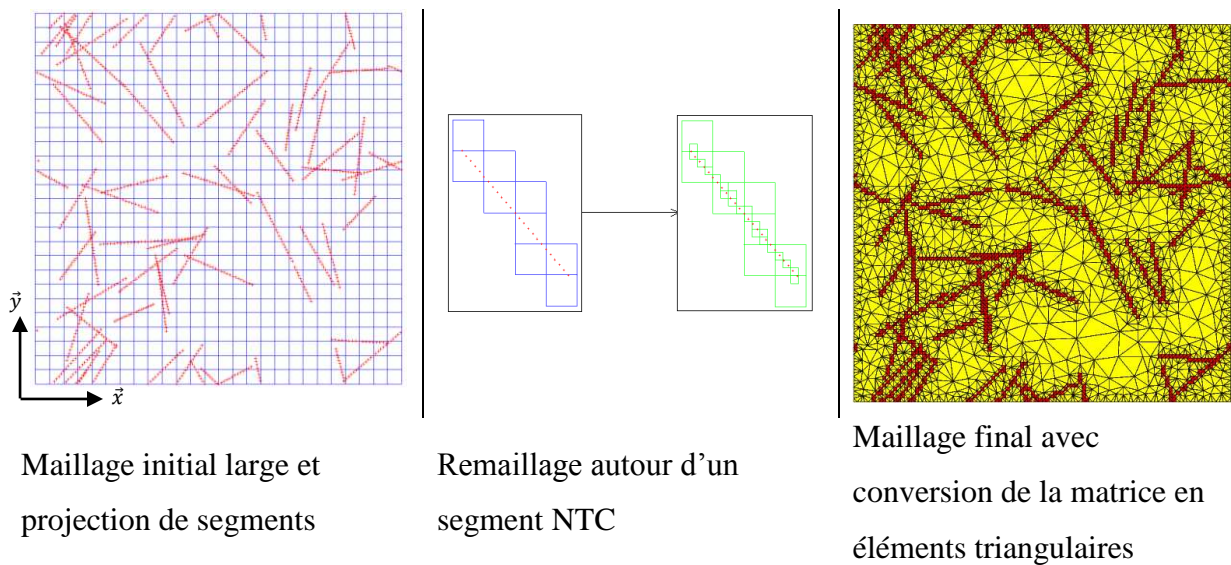 y⃗
x⃗
Maillage initial large et
projection de segments
Remaillage autour d’un
segment NTC
Maillage final avec
conversion de la matrice en
éléments triangulaires